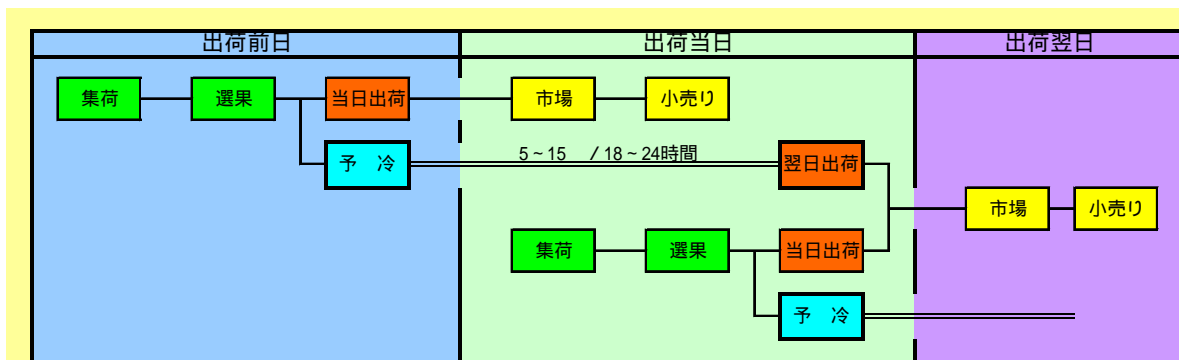 出荷前日 出荷当日 出荷翌日
集荷 選果 当日出荷 市場 小売り
予 冷 5~15 /18~24時間 翌日出荷
市場 小売り
集荷 選果 当日出荷
予 冷